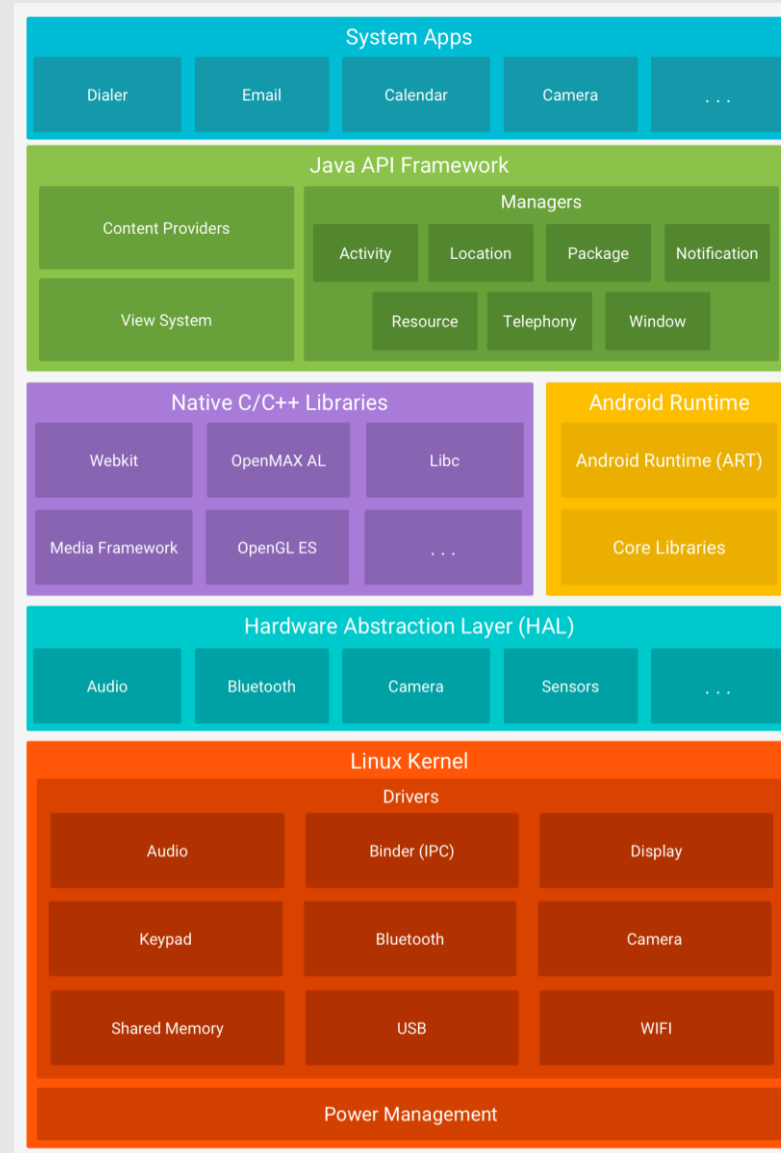 System Apps
Dialer
Email
Calendar
Camera
. . .
Java API Framework
Content Providers
View System
Managers
Activity
Location
Package
Notification
Resource
Telephony
Window
Native C/C++ Libraries
Webkit
OpenMAX AL
Libc
Media Framework
OpenGL ES
. . .
Android Runtime
Android Runtime (ART)
Core Libraries
Hardware Abstraction Layer (HAL)
Audio
Bluetooth
Camera
Sensors
. . .
Linux Kernel
Drivers
Audio
Binder (IPC)
Display
Keypad
Bluetooth
Camera
Shared Memory
USB
WIFI
Power Management